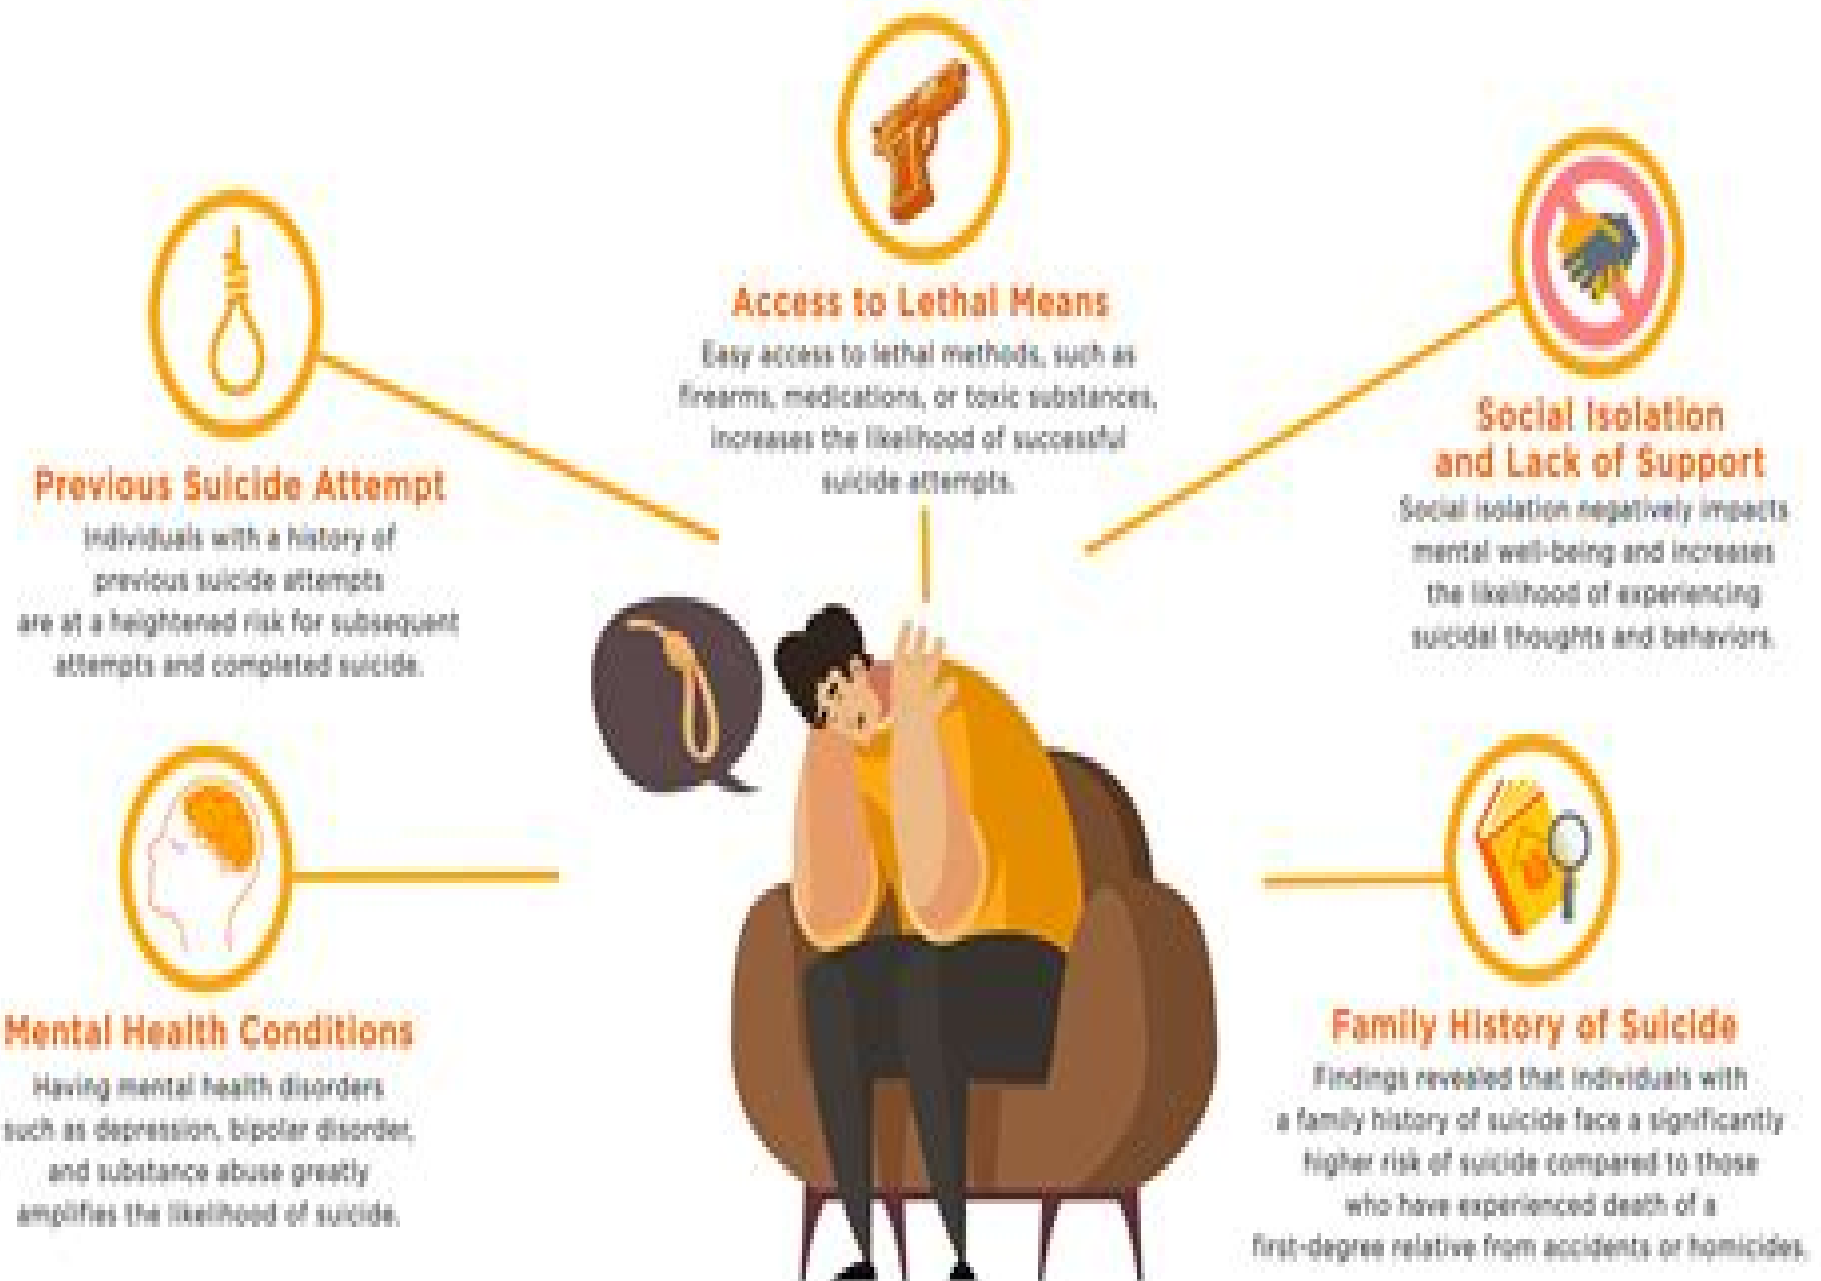 Access to Lethal Means
Easy access to lethal methods, such as
firearms, medications, or toxic substances,
increases the likelihood of successful
suicide attempts.
Previous Suicide Attempt
Individuals with a history of
previous suicide attempts
are at a heightened risk for subsequent
attempts and completed suicide.
Social Isolation
and Lack of Support
Social isolation negatively impacts
mental well-being and increases
the likelihood of experiencing
suicidal thoughts and behaviors.
Mental Health Conditions
Having mental health disorders
such as depression, bipolar disorder,
and substance abuse greatly
amplifies the likelihood of suicide.
Family History of Suicide
Findings revealed that individuals with
a family history of suicide face a significantly
higher risk of suicide compared to those
who have experienced death of a
first-degree relative from accidents or homicides.